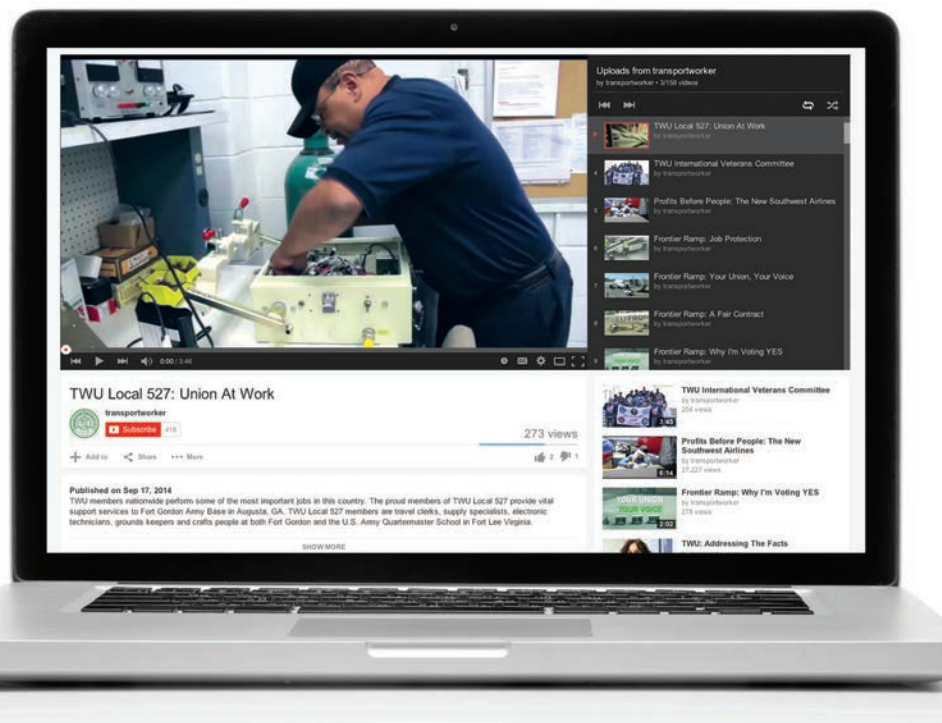 Uploads from transportworker
by transportworker • 3/158 videos
TWU Local 527: Union At Work
by transportworker
4
TWU International Veterans Committee
by transportworker
5
Profits Before People: The New Southwest Airlines
by transportworker
6
Frontier Ramp: Job Protection
by transportworker
7
Frontier Ramp: Your Union, Your Voice
by transportworker
8
Frontier Ramp: A Fair Contract
by transportworker
9
Frontier Ramp: Why I'm Voting YES
by transportworker
0:00 / 3:46
TWU Local 527: Union At Work
transportworker
Subscribe 418
273 views
Add to Share More
2 1
Published on Sep 17, 2014
TWU members nationwide perform some of the most important jobs in this country. The proud members of TWU Local 527 provide vital
support services to Fort Gordon Army Base in Augusta, GA. TWU Local 527 members are travel clerks, supply specialists, electronic
technicians, grounds keepers and crafts people at both Fort Gordon and the U.S. Army Quartermaster School in Fort Lee Virginia.
SHOW MORE
3:45
TWU International Veterans Committee
by transportworker
204 views
6:14
Profits Before People: The New
Southwest Airlines
by transportworker
27,227 views
YOUR UNION
YOUR VOICE
2:02
Frontier Ramp: Why I'm Voting YES
by transportworker
278 views
TWU: Addressing The Facts